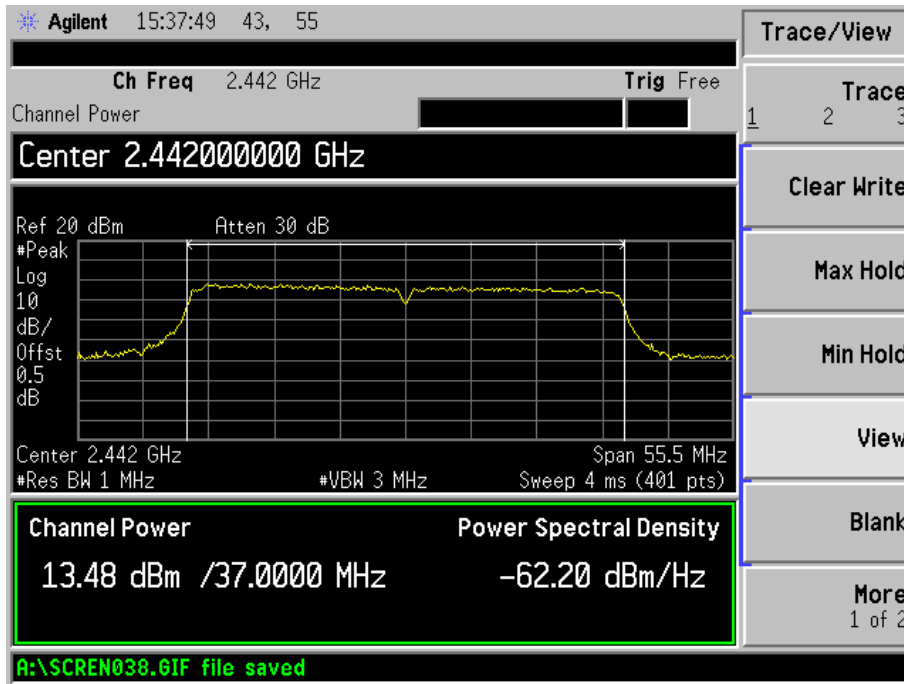 Agilent 15:37:49 43, 55
Trace/View
Ch Freq 2.442 GHz Trig Free
Channel Power
Center 2.442000000 GHz
Ref 20 dBm Atten 30 dB
#Peak
Log
10
dB/
Offst
0.5
dB
Center 2.442 GHz Span 55.5 MHz
#Res BW 1 MHz #VBW 3 MHz Sweep 4 ms (401 pts)
Channel Power Power Spectral Density
13.48 dBm /37.0000 MHz -62.20 dBm/Hz
A:\SCREN038.GIF file saved
Trace
1 2 3
Clear Write
Max Hold
Min Hold
View
Blank
More
1 of 2